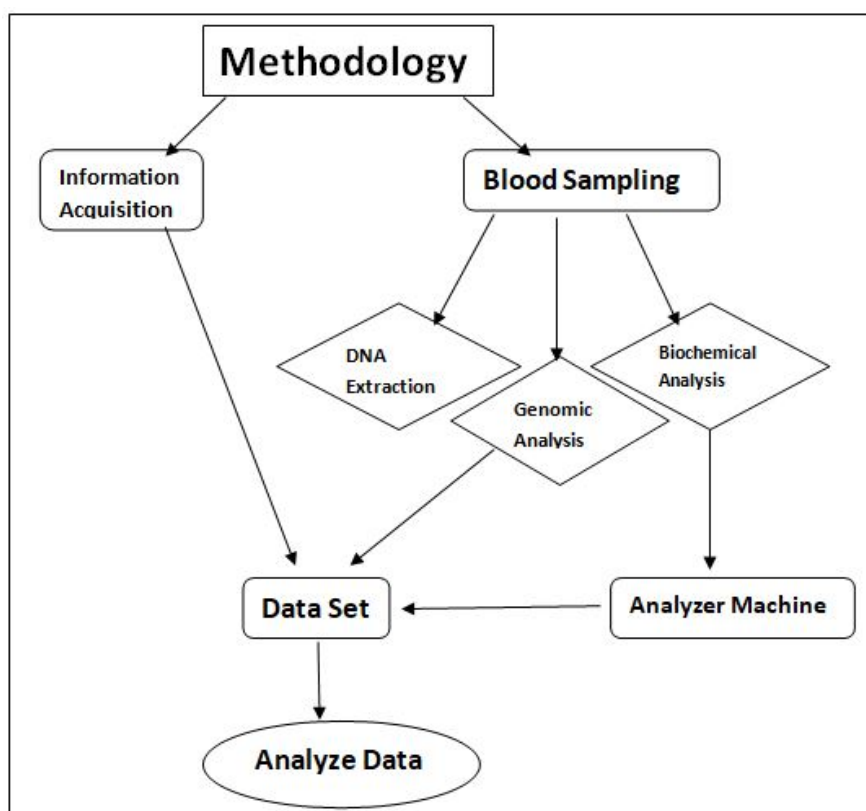 Methodology
Information
Acquisition
Blood Sampling
DNA
Extraction
Genomic
Analysis
Biochemical
Analysis
Data Set
Analyzer Machine
Analyze Data